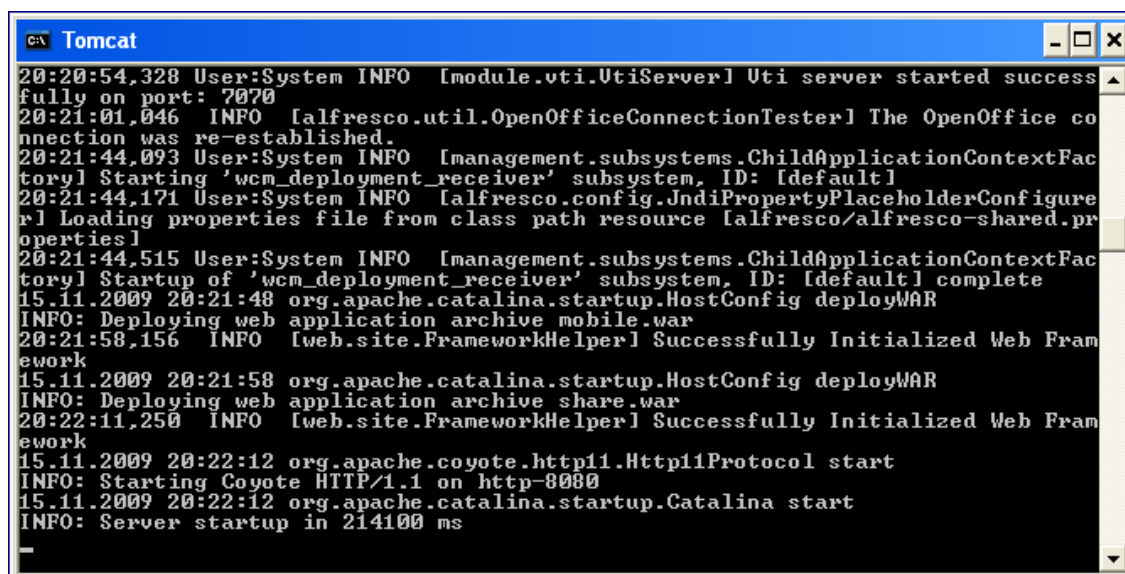 C:\ Tomcat
20:20:54,328 User:System INFO  [module.vti.VtiServer] Vti server started success
fully on port: 7070
20:21:01,046  INFO  [alfresco.util.OpenOfficeConnectionTester] The OpenOffice co
nnection was re-established.
20:21:44,093 User:System INFO  [management.subsystems.ChildApplicationContextFac
tory] Starting 'wcm_deployment_receiver' subsystem, ID: [default]
20:21:44,171 User:System INFO  [alfresco.config.JndiPropertyPlaceholderConfigure
r] Loading properties file from class path resource [alfresco/alfresco-shared.pr
operties]
20:21:44,515 User:System INFO  [management.subsystems.ChildApplicationContextFac
tory] Startup of 'wcm_deployment_receiver' subsystem, ID: [default] complete
15.11.2009 20:21:48 org.apache.catalina.startup.HostConfig deployWAR
INFO: Deploying web application archive mobile.war
20:21:58,156  INFO  [web.site.FrameworkHelper] Successfully Initialized Web Fram
ework
15.11.2009 20:21:58 org.apache.catalina.startup.HostConfig deployWAR
INFO: Deploying web application archive share.war
20:22:11,250  INFO  [web.site.FrameworkHelper] Successfully Initialized Web Fram
ework
15.11.2009 20:22:12 org.apache.coyote.http11.Http11Protocol start
INFO: Starting Coyote HTTP/1.1 on http-8080
15.11.2009 20:22:12 org.apache.catalina.startup.Catalina start
INFO: Server startup in 214100 ms